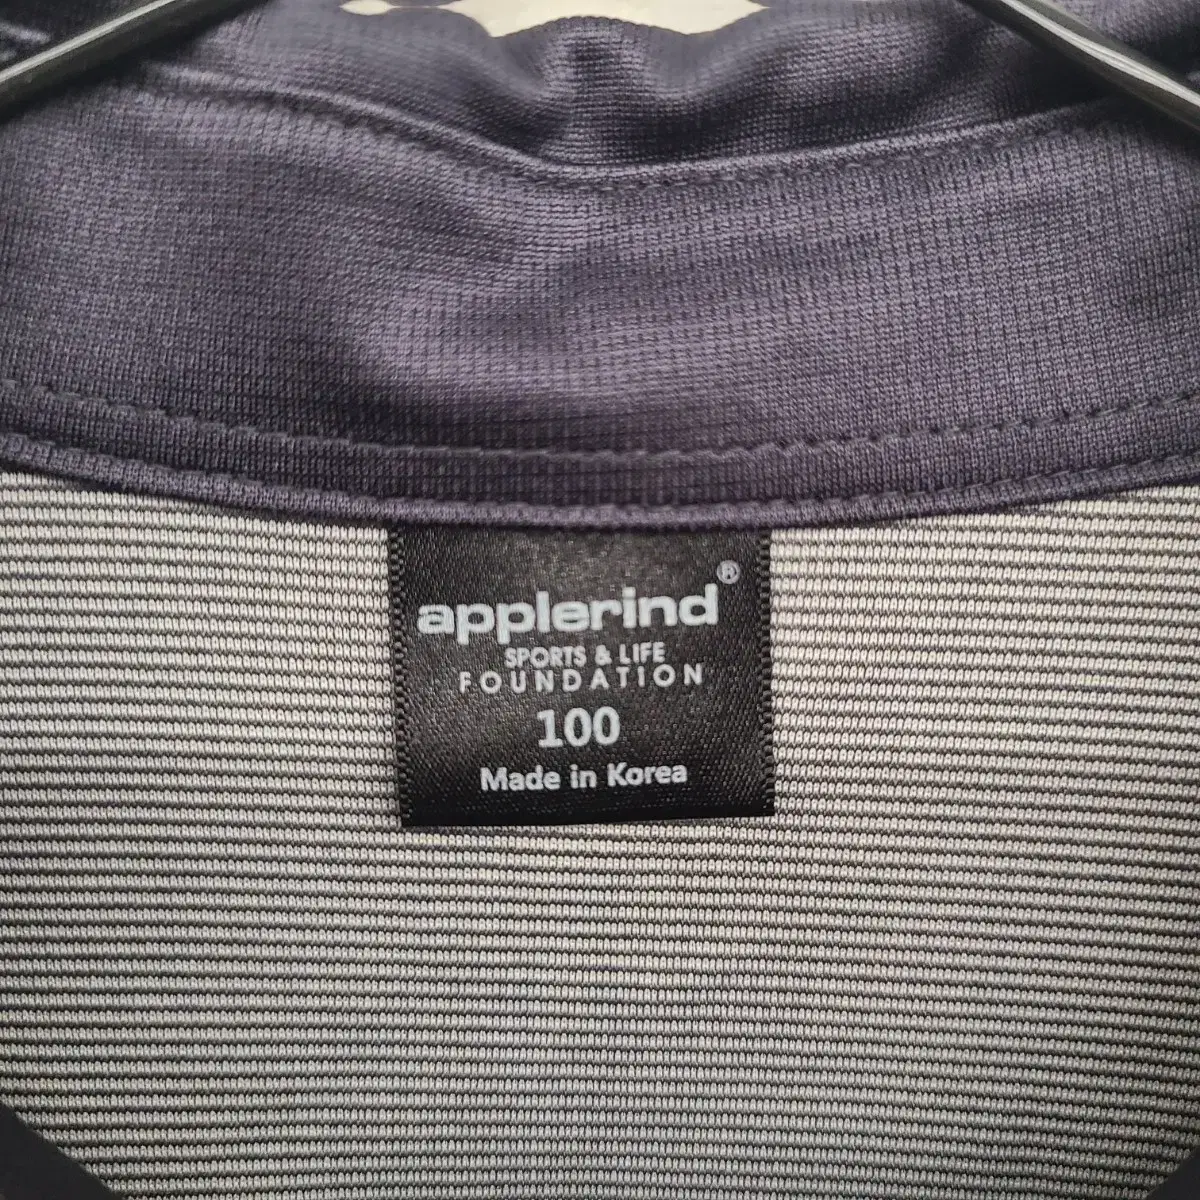 applerind®
SPORTS & LIFE
FOUNDATION
100
Made in Korea